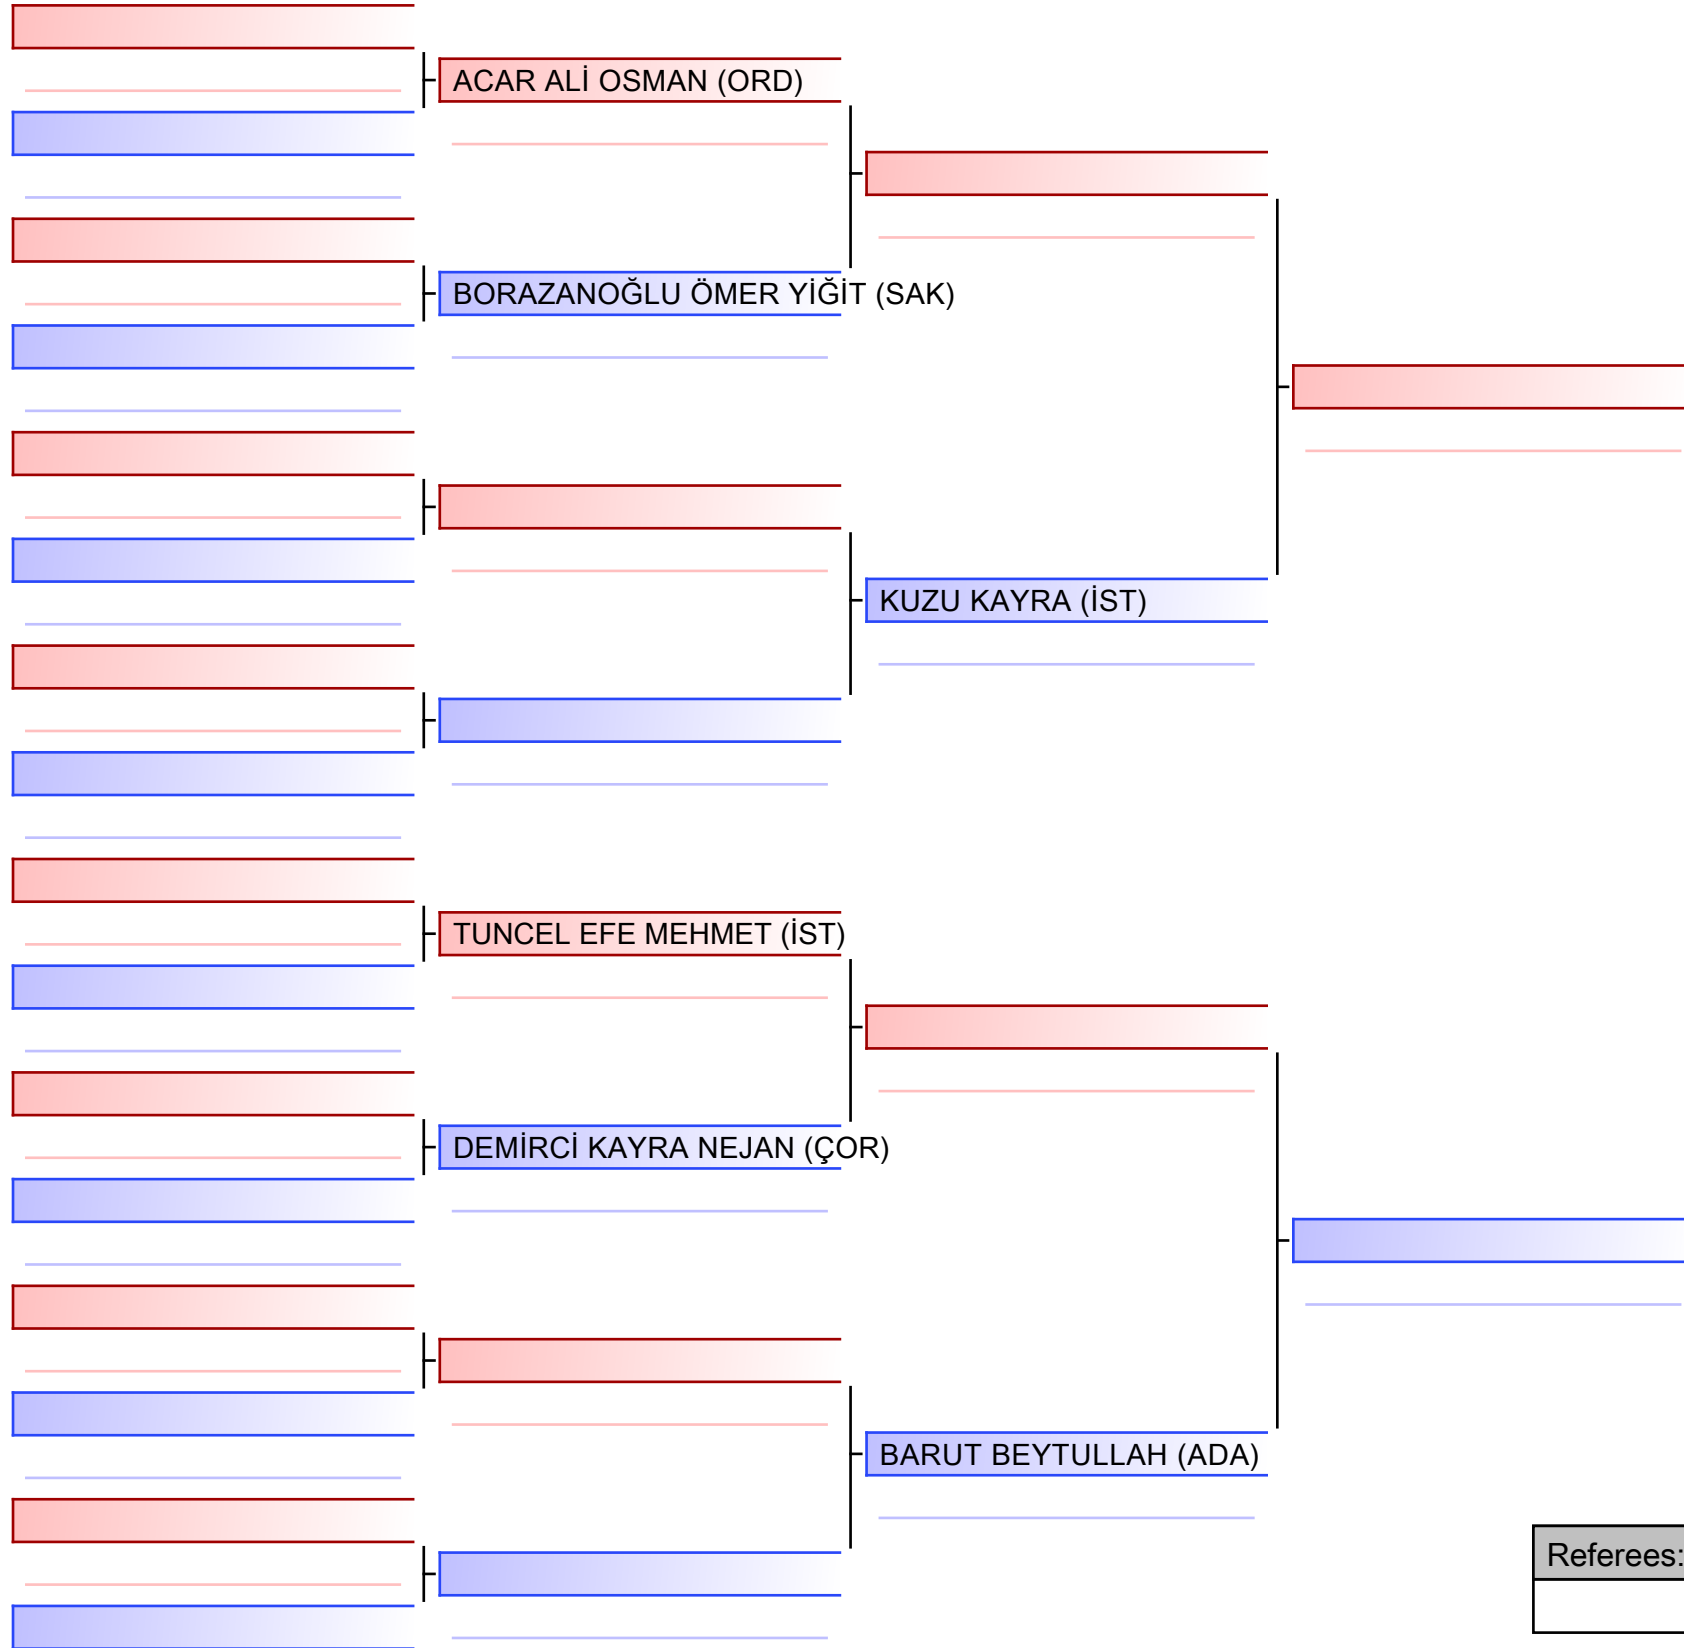 ACAR ALİ OSMAN (ORD)
BORAZANOĞLU ÖMER YİĞİT (SAK)
KUZU KAYRA (İST)
TUNCEL EFE MEHMET (İST)
DEMİRCİ KAYRA NEJAN (ÇOR)
BARUT BEYTULLAH (ADA)
Referees: